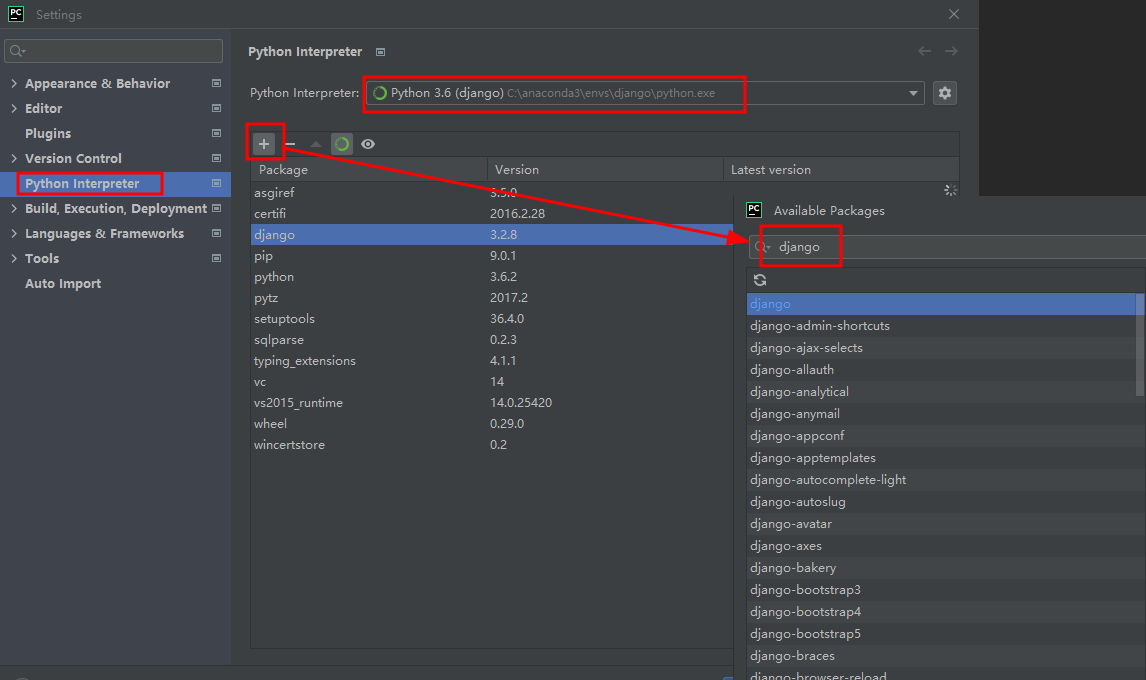 PC Settings
Appearance & Behavior
Editor
Plugins
Version Control
Python Interpreter
Build, Execution, Deployment
Languages & Frameworks
Tools
Auto Import
Python Interpreter
Python Interpreter: Python 3.6 (django) C:\anaconda3\envs\django\python.exe
Package Version Latest version
asgiref 3.5.0
certifi 2016.2.28
django 3.2.8
pip 9.0.1
python 3.6.2
pytz 2017.2
setuptools 36.4.0
sqlparse 0.2.3
typing_extensions 4.1.1
vc 14
vs2015_runtime 14.0.25420
wheel 0.29.0
wincertstore 0.2
PC Available Packages
django
django
django-admin-shortcuts
django-ajax-selects
django-allauth
django-analytical
django-anymail
django-appconf
django-apptemplates
django-autocomplete-light
django-autoslug
django-avatar
django-axes
django-bakery
django-bootstrap3
django-bootstrap4
django-bootstrap5
django-braces
django-browser-reload